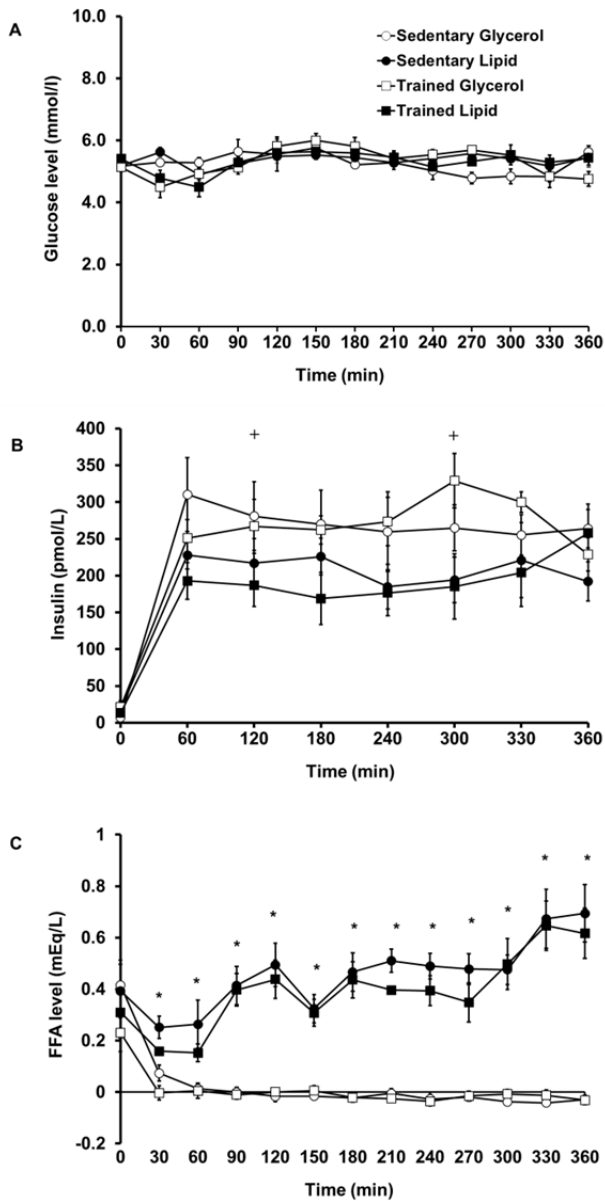 A
Sedentary Glycerol
Sedentary Lipid
Trained Glycerol
Trained Lipid
10.0
8.0
6.0
4.0
2.0
0.0
Glucose level (mmol/l)
0 30 60 90 120 150 180 210 240 270 300 330 360
Time (min)
B
+ +
400
350
300
250
200
150
100
50
0
Insulin (pmol/L)
0 60 120 180 240 300 330 360
Time (min)
C
1
0.8
0.6
0.4
0.2
0
-0.2
FFA level (mEq/L)
* * * * * * * * * * * *
0 30 60 90 120 150 180 210 240 270 300 330 360
Time (min)